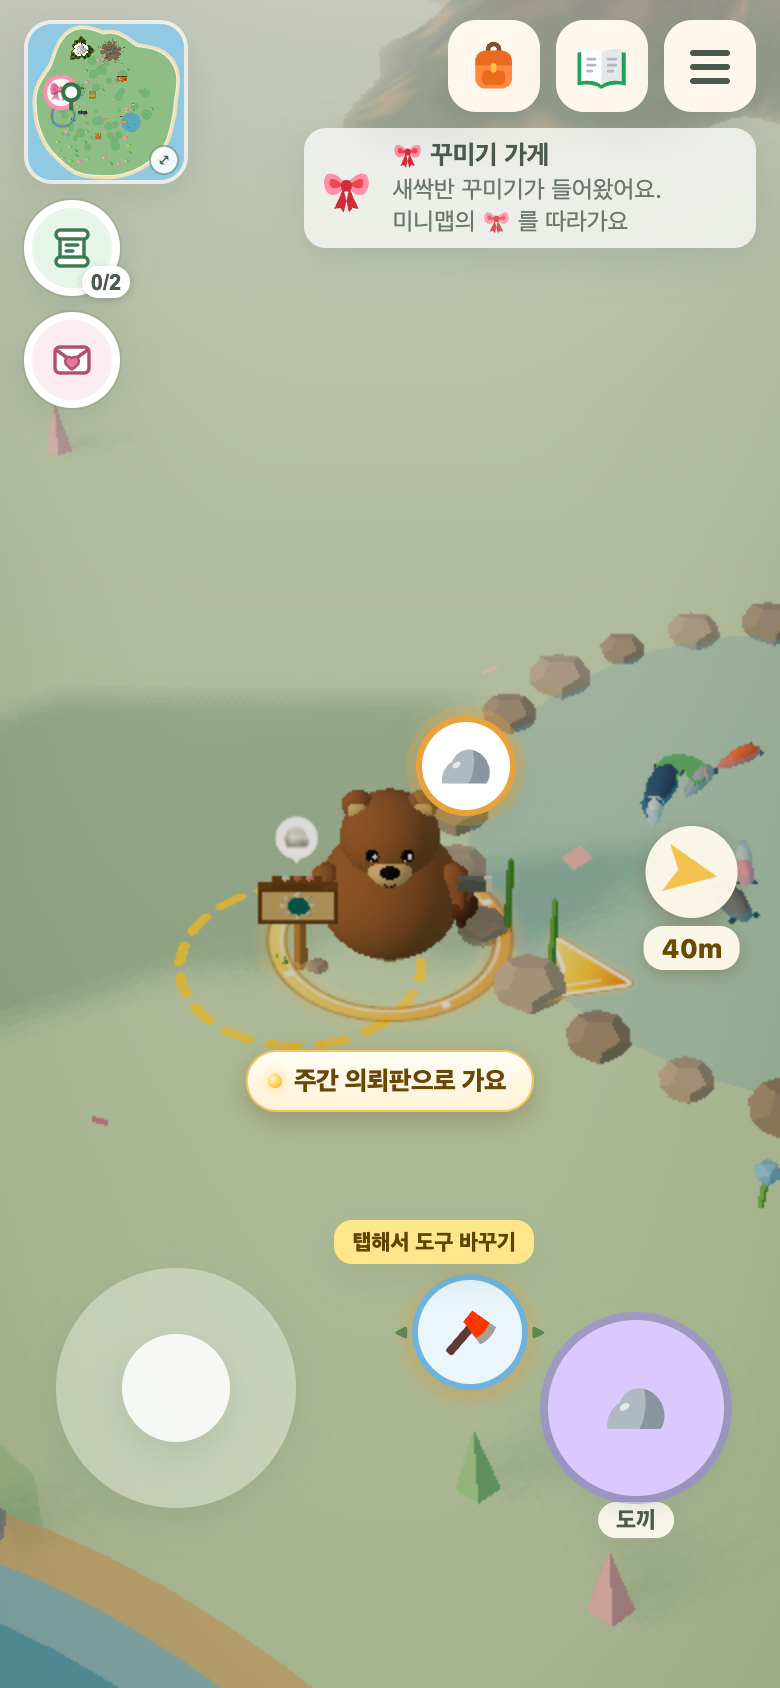 🎀 꾸미기 가게
새싹반 꾸미기가 들어왔어요.
미니맵의 🎀 를 따라가요
0/2
40m
주간 의뢰판으로 가요
탭해서 도구 바꾸기
도끼